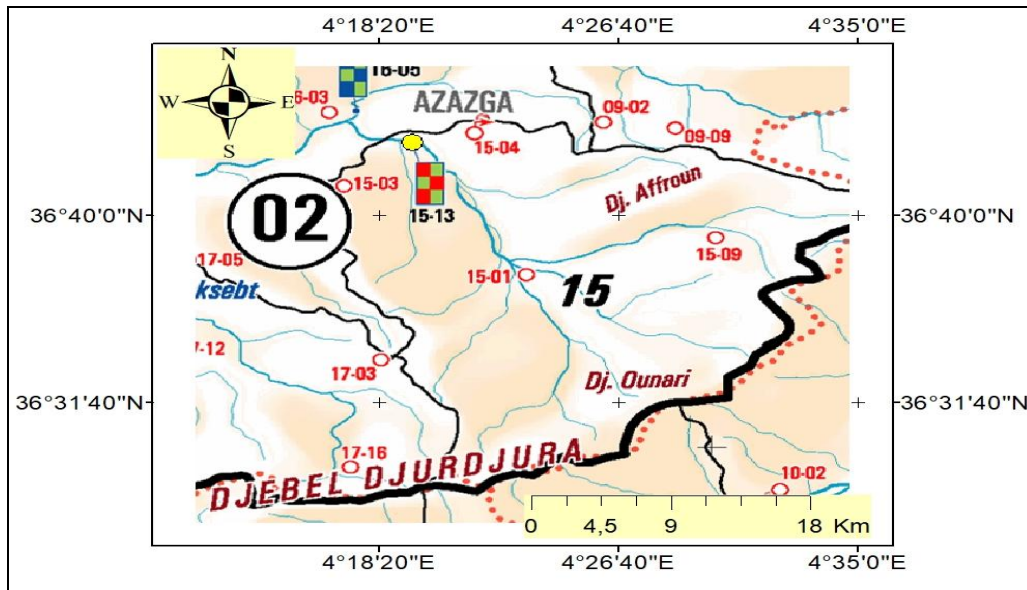 4°18'20"E 4°26'40"E 4°35'0"E
N
W E
S
16-05
6-03
AZAZGA
09-02
09-09
15-04
15-03
15-13
Dj. Affroun
36°40'0"N 36°40'0"N
02
15-09
17-05
15-01
15
ksebt
7-12
17-03
Dj. Ounari
36°31'40"N 36°31'40"N
17-16
DJEBEL DJURDJURA
10-02
0 4,5 9 18 Km
4°18'20"E 4°26'40"E 4°35'0"E